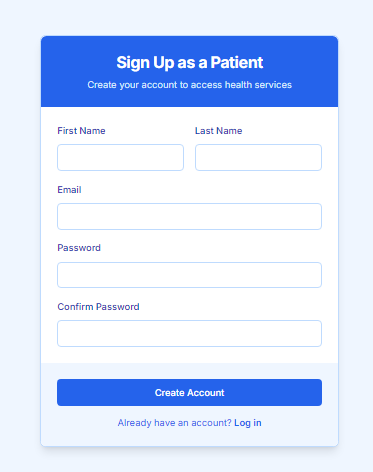 Sign Up as a Patient
Create your account to access health services
First Name Last Name
Email
Password
Confirm Password
Create Account
Already have an account? Log in